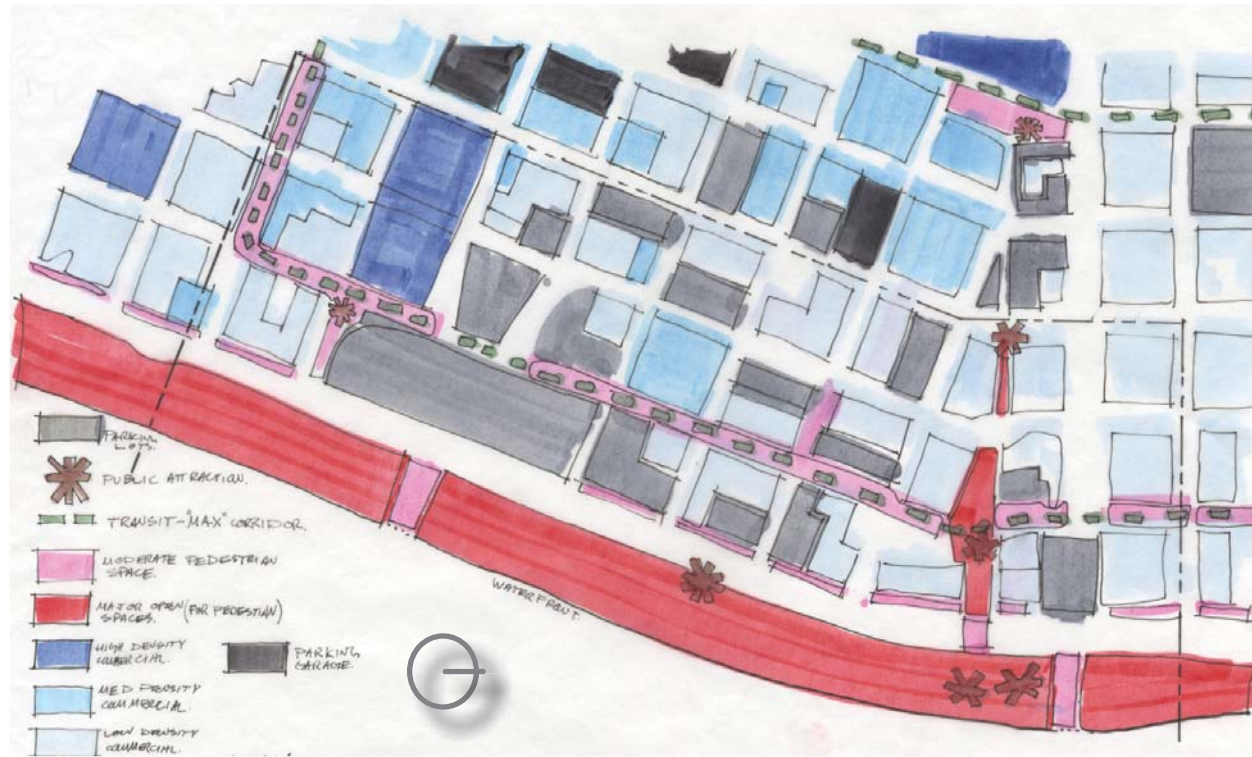 PARKING
LOTS.
PUBLIC ATTRACTION.
TRANSIT-"MAX" CORRIDOR.
MODERATE PEDESTRIAN
SPACE.
MAJOR OPEN (FOR PEDESTIAN)
SPACES.
HIGH DENSITY
COMMERCIAL.
PARKING
GARAGE.
MED DENSITY
COMMERCIAL.
LOW DENSITY
COMMERCIAL.
WATERFRONT.